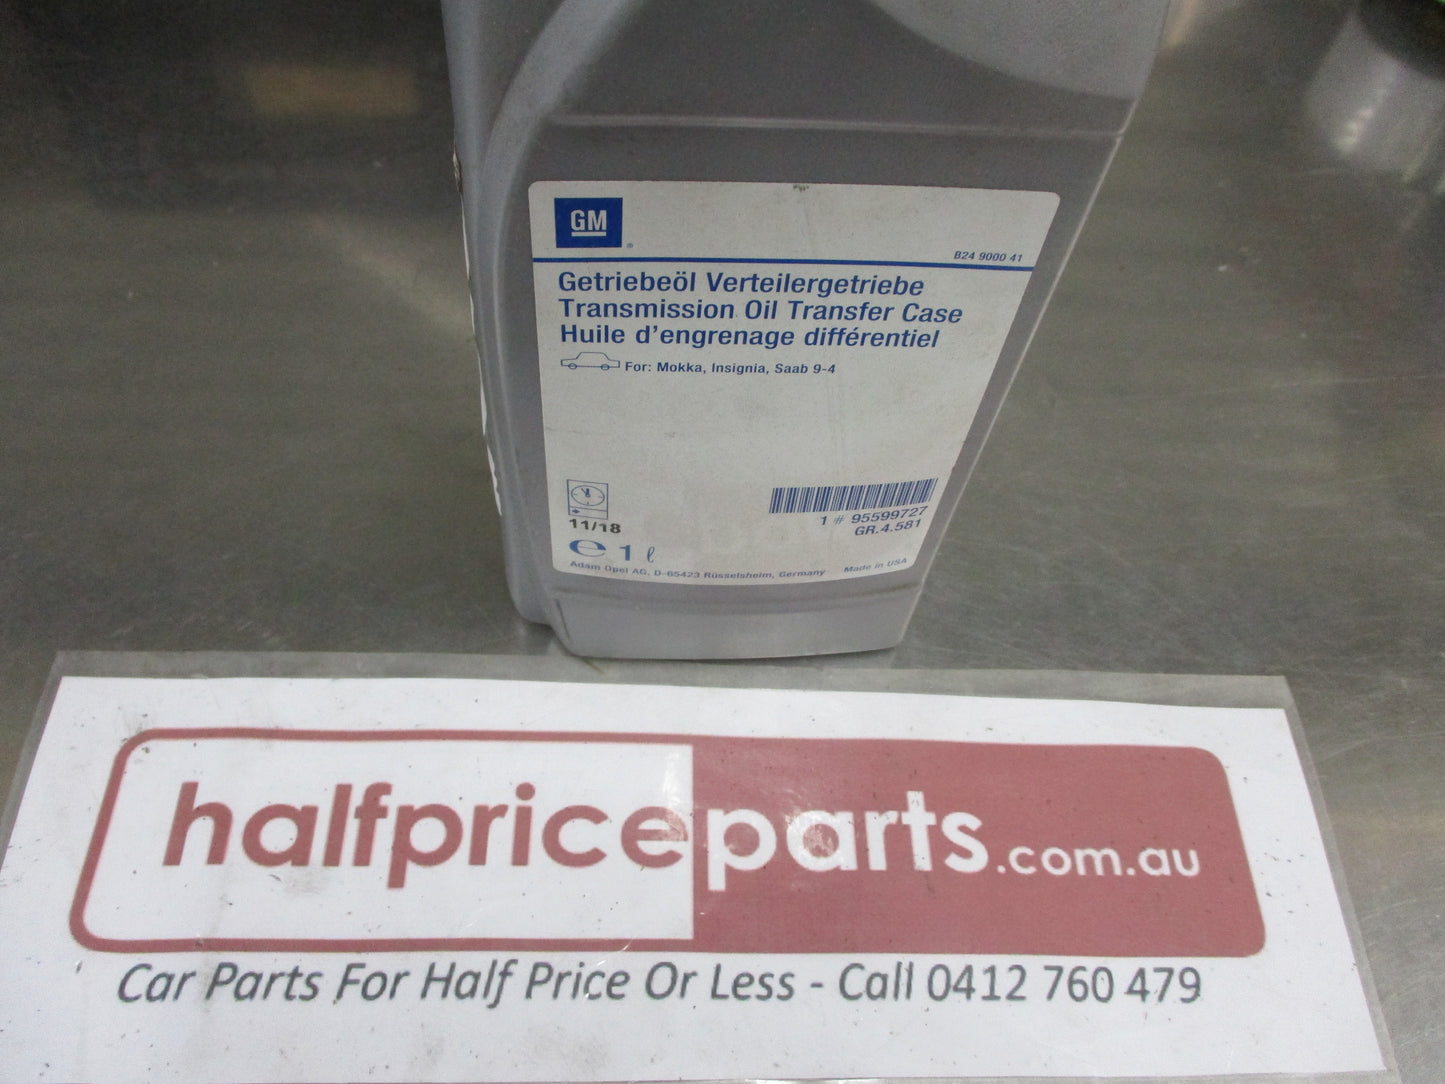 GM
B24 9000 41
Getriebeöl Verteilergetriebe
Transmission Oil Transfer Case
Huile d'engrenage différentiel
For: Mokka, Insignia, Saab 9-4
11/18
1 # 95599727
GR.4.581
e 1 ℓ
Adam Opel AG, D-65423 Rüsselsheim, Germany Made in USA
halfpriceparts.com.au
Car Parts For Half Price Or Less - Call 0412 760 479